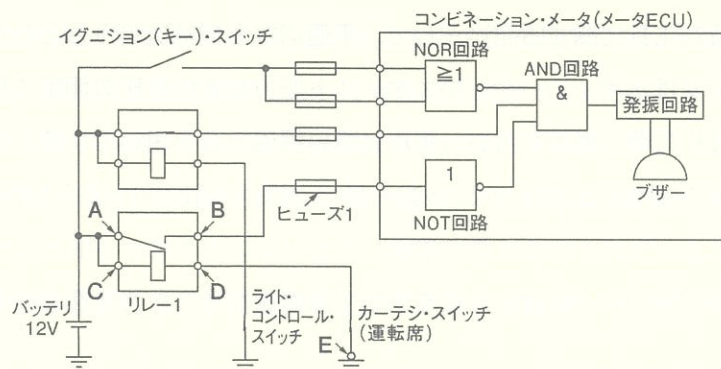 コンビネーション・メータ(メータECU)
イグニション(キー)・スイッチ
NOR回路
≧1
AND回路
&
発振回路
ブザー
1
NOT回路
ヒューズ1
A
B
C
D
リレー1
バッテリ
12V
ライト・
コントロール・
スイッチ
カーテシ・スイッチ
(運転席)
E